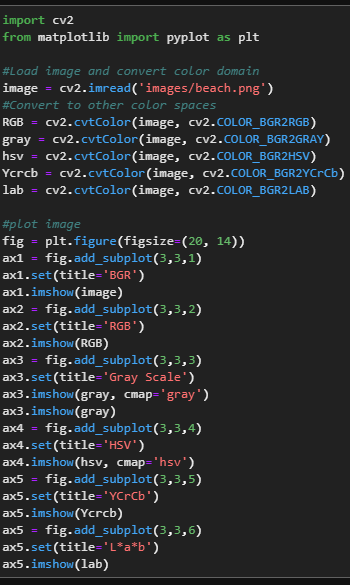 import cv2
from matplotlib import pyplot as plt
#Load image and convert color domain
image = cv2.imread('images/beach.png')
#Convert to other color spaces
RGB = cv2.cvtColor(image, cv2.COLOR_BGR2RGB)
gray = cv2.cvtColor(image, cv2.COLOR_BGR2GRAY)
hsv = cv2.cvtColor(image, cv2.COLOR_BGR2HSV)
Ycrcb = cv2.cvtColor(image, cv2.COLOR_BGR2YCrCb)
lab = cv2.cvtColor(image, cv2.COLOR_BGR2LAB)
#plot image
fig = plt.figure(figsize=(20, 14))
ax1 = fig.add_subplot(3,3,1)
ax1.set(title='BGR')
ax1.imshow(image)
ax2 = fig.add_subplot(3,3,2)
ax2.set(title='RGB')
ax2.imshow(RGB)
ax3 = fig.add_subplot(3,3,3)
ax3.set(title='Gray Scale')
ax3.imshow(gray, cmap='gray')
ax3.imshow(gray)
ax4 = fig.add_subplot(3,3,4)
ax4.set(title='HSV')
ax4.imshow(hsv, cmap='hsv')
ax5 = fig.add_subplot(3,3,5)
ax5.set(title='YCrCb')
ax5.imshow(Ycrcb)
ax5 = fig.add_subplot(3,3,6)
ax5.set(title='L*a*b')
ax5.imshow(lab)